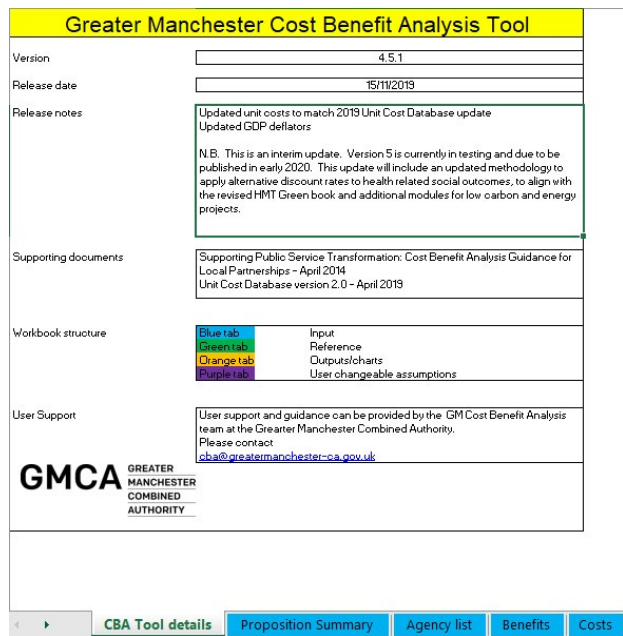 Greater Manchester Cost Benefit Analysis Tool
Version
4.5.1
Release date
15/11/2019
Release notes
Updated unit costs to match 2019 Unit Cost Database update
Updated GDP deflators
N.B. This is an interim update. Version 5 is currently in testing and due to be
published in early 2020. This update will include an updated methodology to
apply alternative discount rates to health related social outcomes, to align with
the revised HMT Green book and additional modules for low carbon and energy
projects.
Supporting documents
Supporting Public Service Transformation: Cost Benefit Analysis Guidance for
Local Partnerships - April 2014
Unit Cost Database version 2.0 - April 2019
Workbook structure
Blue tab Input
Green tab Reference
Orange tab Outputs/charts
Purple tab User changeable assumptions
User Support
User support and guidance can be provided by the GM Cost Benefit Analysis
team at the Grearter Manchester Combined Authority.
Please contact
cba@greatermanchester-ca.gov.uk
GMCA
GREATER
MANCHESTER
COMBINED
AUTHORITY
CBA Tool details Proposition Summary Agency list Benefits Costs